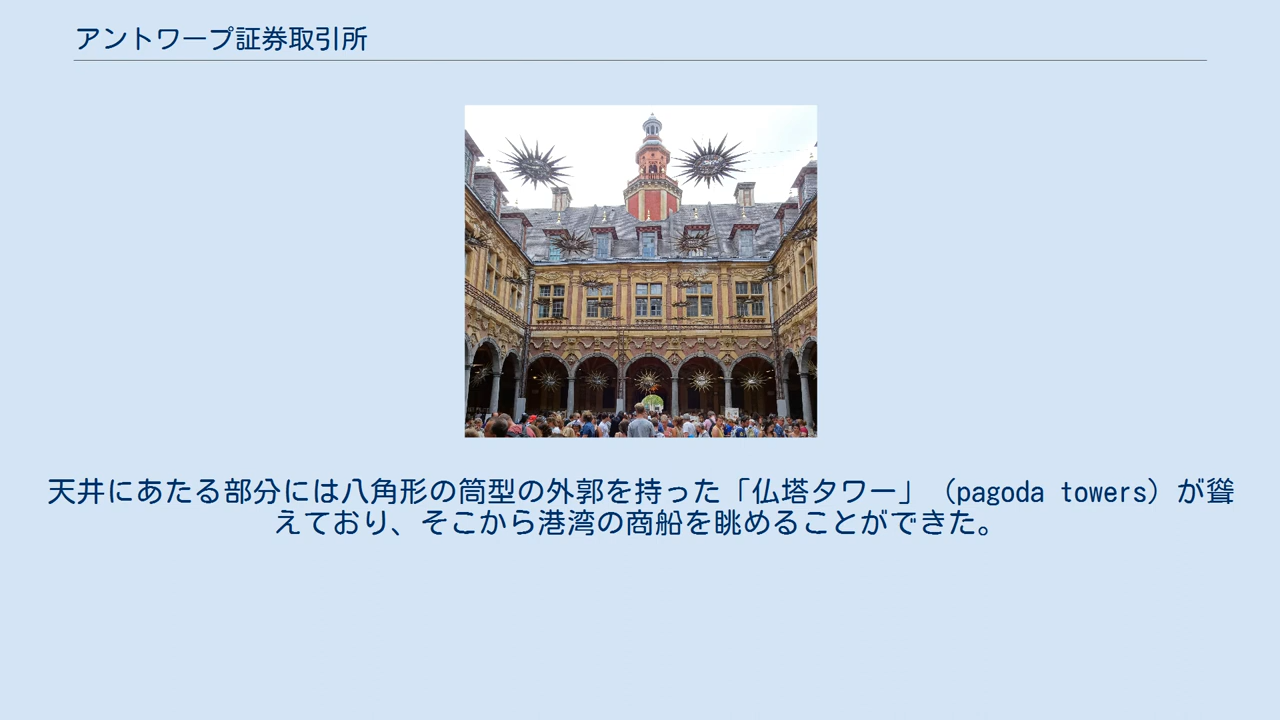 アントワープ証券取引所
天井にあたる部分には八角形の筒型の外郭を持った「仏塔タワー」（pagoda towers）が聳
えており、そこから港湾の商船を眺めることができた。